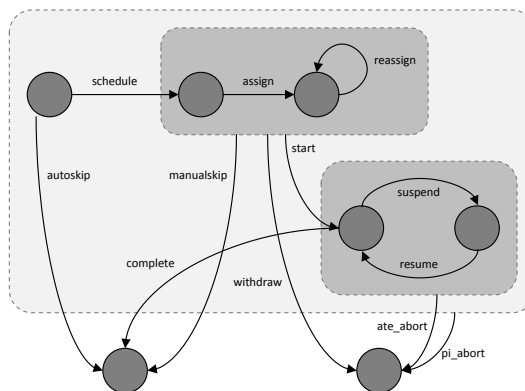 schedule
assign
reassign
start
autoskip
manualskip
suspend
resume
complete
withdraw
ate_abort
pi_abort